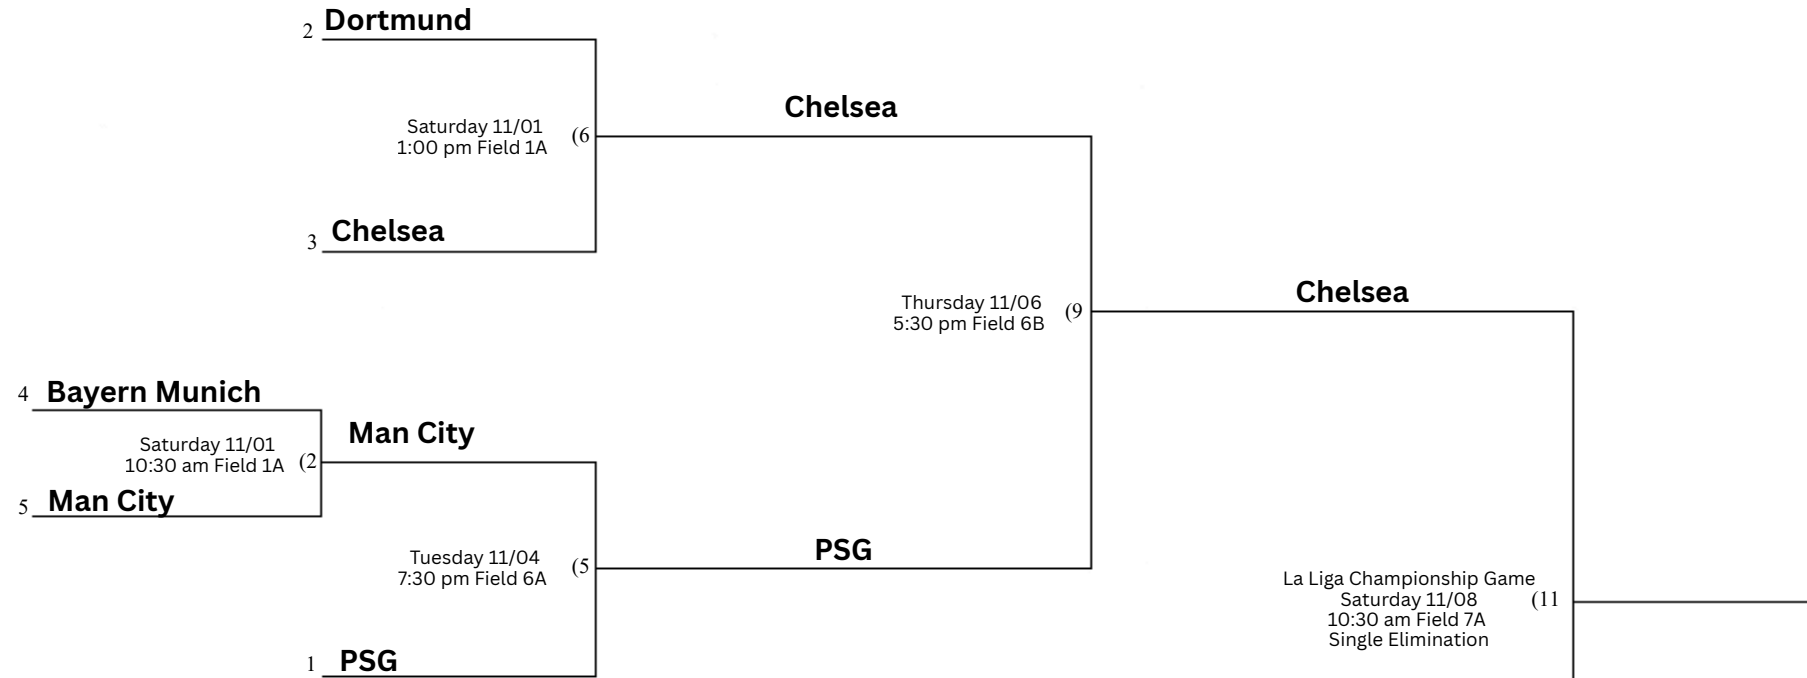 2 Dortmund
Chelsea
Saturday 11/01
1:00 pm Field 1A
(6
3 Chelsea
Thursday 11/06
5:30 pm Field 6B
(9
Chelsea
4 Bayern Munich
Man City
Saturday 11/01
10:30 am Field 1A
(2
5 Man City
Tuesday 11/04
7:30 pm Field 6A
(5
PSG
La Liga Championship Game
Saturday 11/08
10:30 am Field 7A
Single Elimination
(11
1 PSG